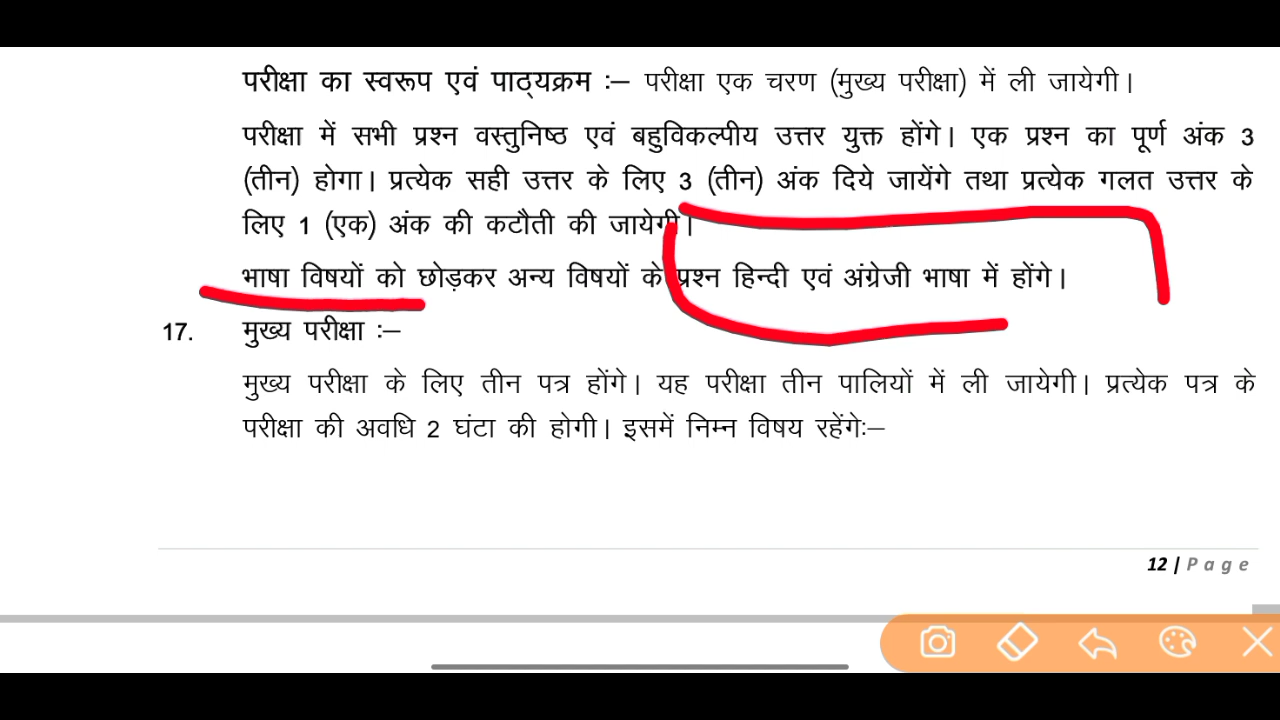 परीक्षा का स्वरूप एवं पाठ्यक्रम :– परीक्षा एक चरण (मुख्य परीक्षा) में ली जायेगी।
परीक्षा में सभी प्रश्न वस्तुनिष्ठ एवं बहुविकल्पीय उत्तर युक्त होंगे। एक प्रश्न का पूर्ण अंक 3
(तीन) होगा। प्रत्येक सही उत्तर के लिए 3 (तीन) अंक दिये जायेंगे तथा प्रत्येक गलत उत्तर के
लिए 1 (एक) अंक की कटौती की जायेगी।
भाषा विषयों को छोड़कर अन्य विषयों के प्रश्न हिन्दी एवं अंग्रेजी भाषा में होंगे।
17. मुख्य परीक्षा :–
मुख्य परीक्षा के लिए तीन पत्र होंगे। यह परीक्षा तीन पालियों में ली जायेगी। प्रत्येक पत्र के
परीक्षा की अवधि 2 घंटा की होगी। इसमें निम्न विषय रहेंगेः–
12 | Page